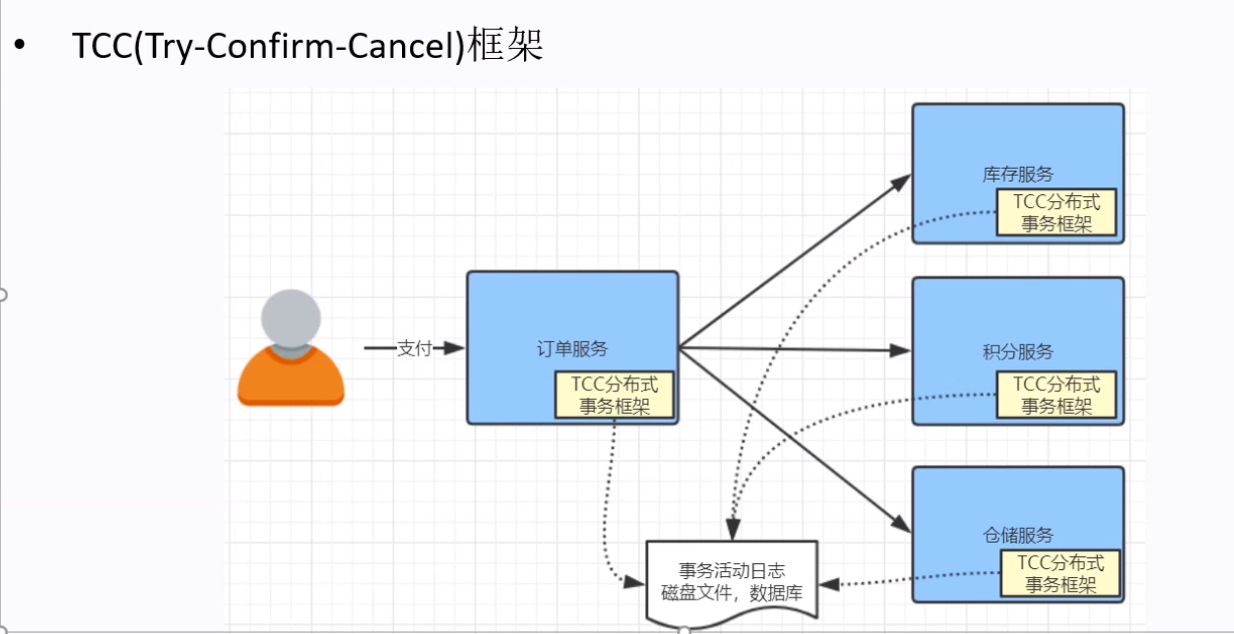 • TCC(Try-Confirm-Cancel)框架
库存服务
TCC分布式
事务框架
支付
订单服务
TCC分布式
事务框架
积分服务
TCC分布式
事务框架
仓储服务
TCC分布式
事务框架
事务活动日志
磁盘文件，数据库